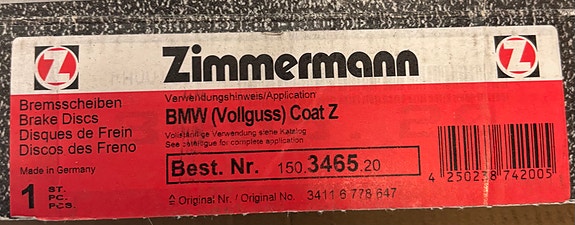 Z
Zimmermann
Z
Bremsscheiben
Brake Discs
Disques de Frein
Discos del Freno
Made in Germany
1 ST.
PC.
PCS.
Verwendungshinweis/Application
BMW (Vollguss) Coat Z
Vollständige Verwendung siehe Katalog
See catalogue for complete application
Best. Nr. 150.3465.20
≙ Original Nr. / Original No. 3411 6 778 647
4 250238 742005